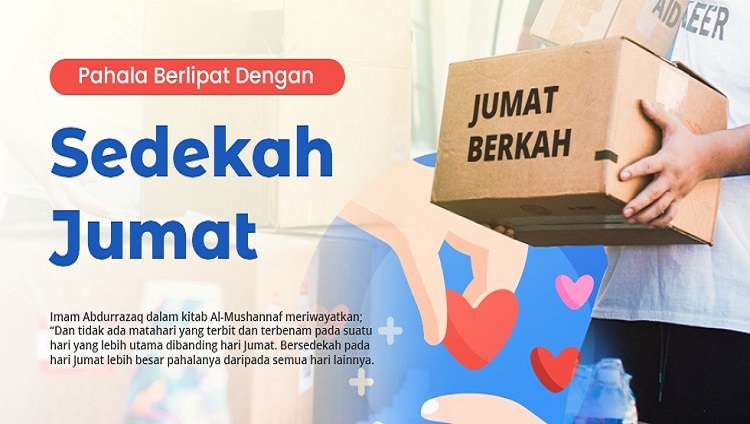 Pahala Berlipat Dengan
Sedekah
Jumat
Imam Abdurrazaq dalam kitab Al-Mushannaf meriwayatkan;
“Dan tidak ada matahari yang terbit dan terbenam pada suatu
hari yang lebih utama dibanding hari Jumat. Bersedekah pada
hari Jumat lebih besar pahalanya daripada semua hari lainnya.
JUMAT
BERKAH
AID
EER